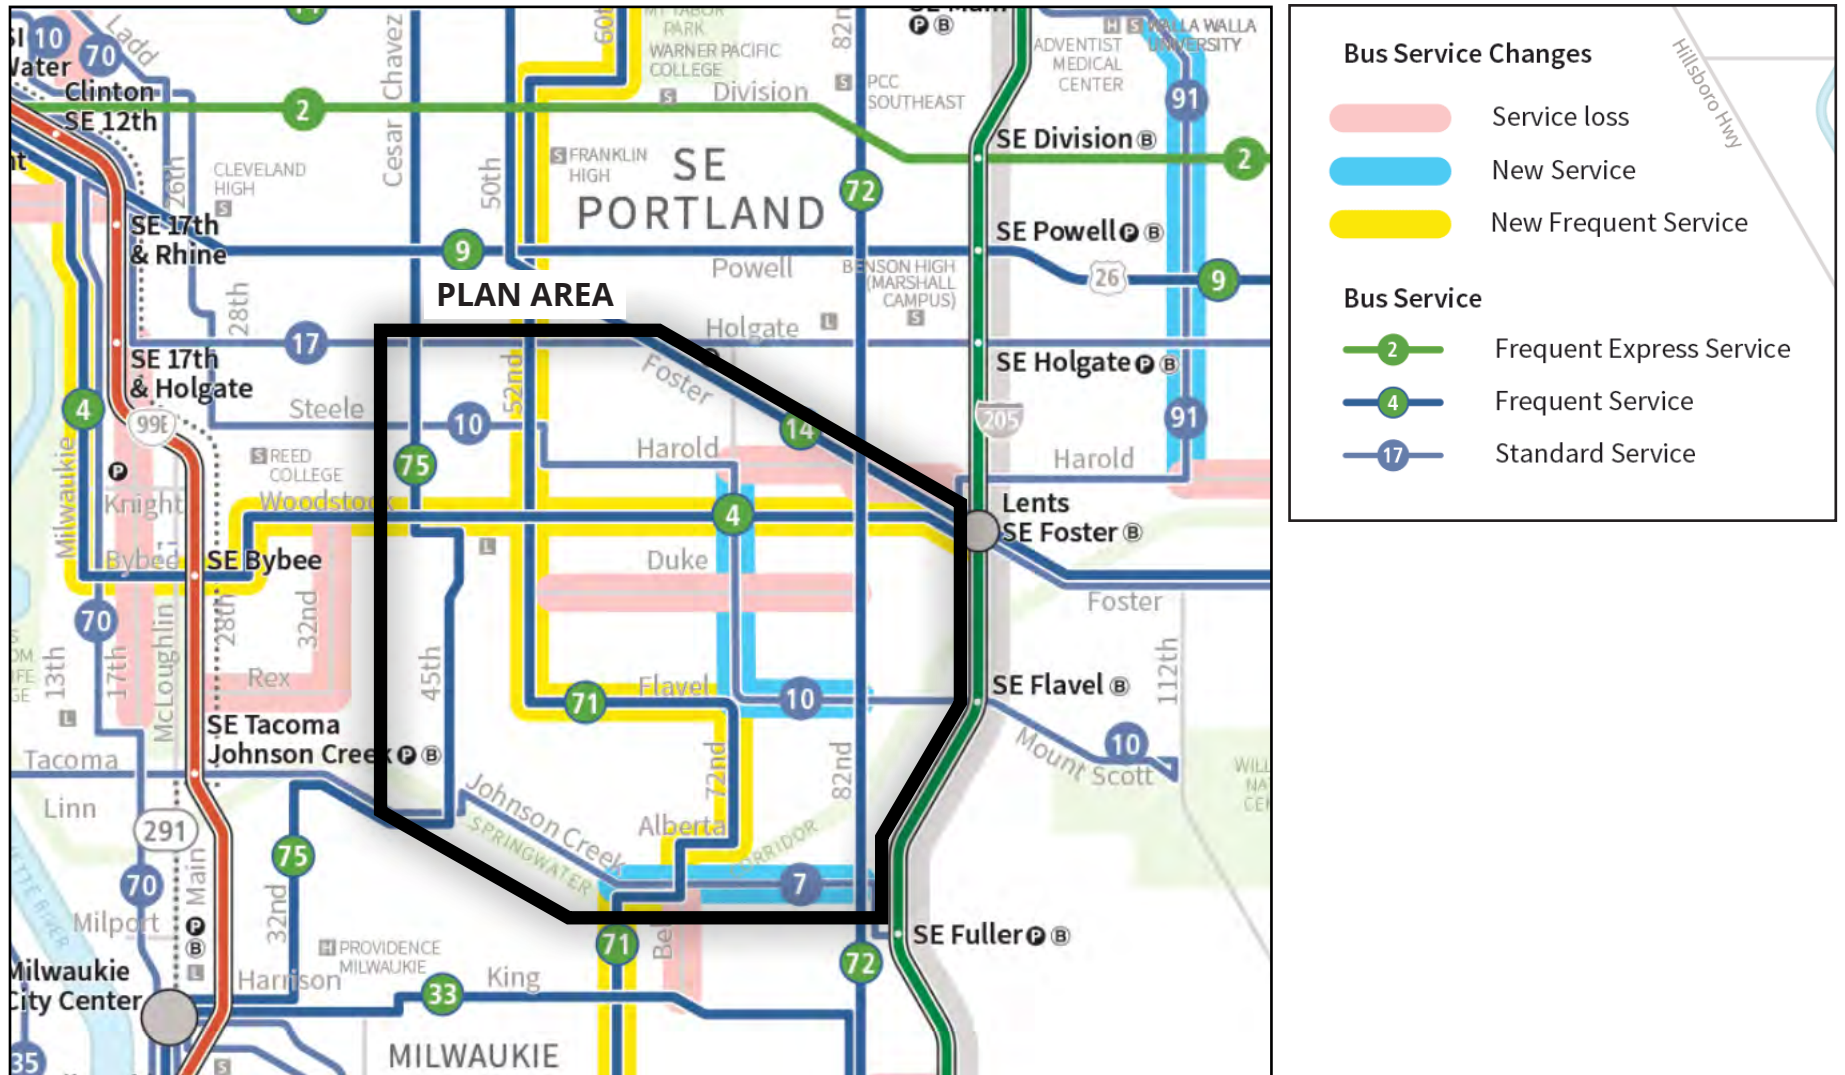 60th
MT TABOR
PARK
WARNER PACIFIC
COLLEGE
S
82n
P B
ADVENTIST
MEDICAL
CENTER
H S WALLA WALLA
UNIVERSITY
10
70
Ladd
Water
Clinton
SE 12th
2
Cesar Chavez
Division
S PCC
SOUTHEAST
91
SE Division B
2
26th
CLEVELAND
HIGH
S
50th
S FRANKLIN
HIGH
SE
PORTLAND
72
SE 17th
& Rhine
9
Powell
BENSON HIGH
(MARSHALL
CAMPUS)
S
SE Powell P B
26
9
PLAN AREA
28th
17
Holgate
L
SE 17th
& Holgate
SE Holgate P B
4
99E
Steele
10
52nd
Foster
14
205
91
S REED
COLLEGE
75
Harold
Harold
Milwaukie
P
Knight
Woodstock
4
Lents
SE Foster B
Bybee
SE Bybee
L
Duke
Foster
70
13th
17th
McLoughlin
28th
32nd
Rex
45th
L
71
Flavel
10
SE Flavel B
112th
SE Tacoma
Johnson Creek P B
Tacoma
Linn
72nd
82nd
Mount Scott
10
291
Johnson Creek
SPRINGWATER
CORRIDOR
Alberta
75
70
Main
7
Milport
P
B
L
32nd
H PROVIDENCE
MILWAUKIE
71
Bel
72
SE Fuller P B
Milwaukie
City Center
Harrison
33
King
MILWAUKIE
35
S
Bus Service Changes
Service loss
New Service
New Frequent Service
Bus Service
2 Frequent Express Service
4 Frequent Service
17 Standard Service
Hillsboro Hwy